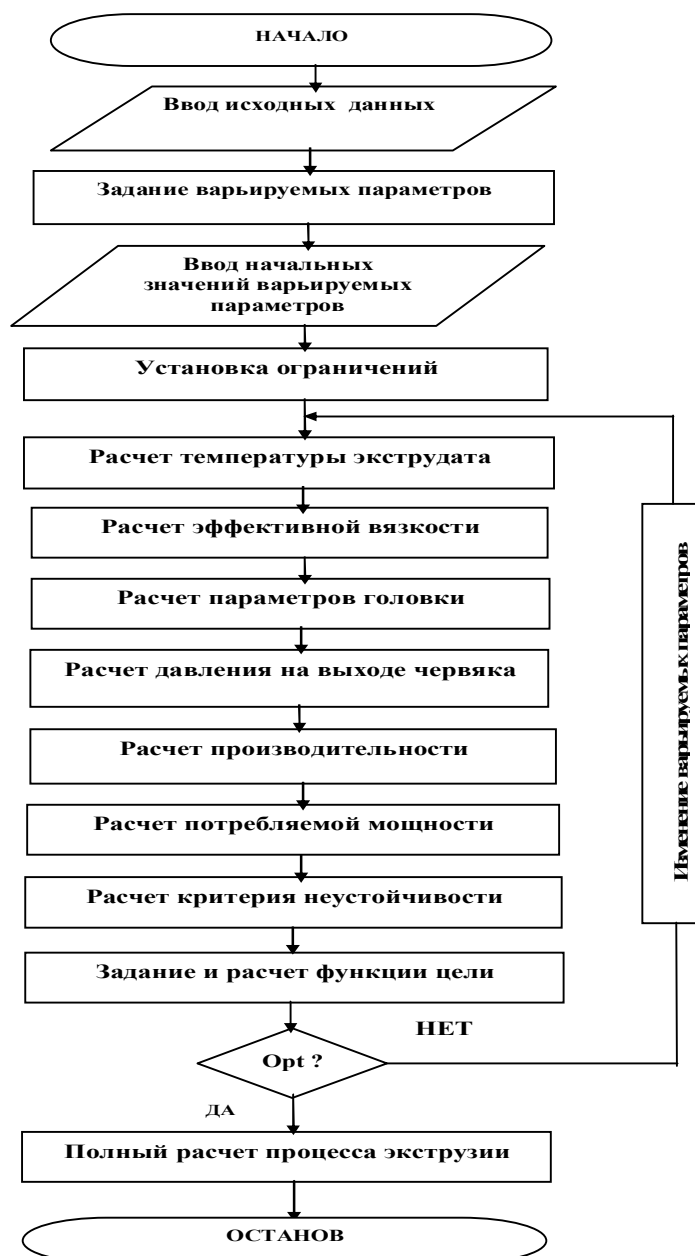 НАЧАЛО
Ввод исходных данных
Задание варьируемых параметров
Ввод начальных
значений варьируемых
параметров
Установка ограничений
Расчет температуры экструдата
Расчет эффективной вязкости
Расчет параметров головки
Расчет давления на выходе червяка
Расчет производительности
Расчет потребляемой мощности
Расчет критерия неустойчивости
Задание и расчет функции цели
НЕТ
Opt ?
ДА
Полный расчет процесса экструзии
ОСТАНОВ
Изменение варьируемых параметров